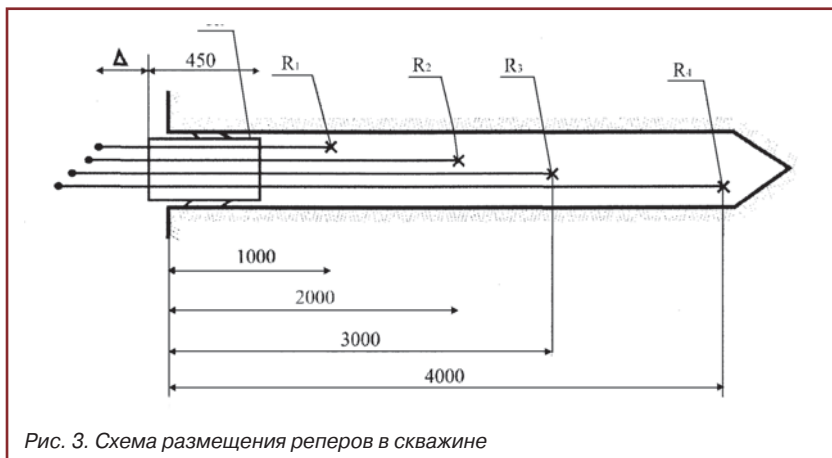 Δ
450
R₁
R₂
R₃
R₄
1000
2000
3000
4000
Рис. 3. Схема размещения реперов в скважине